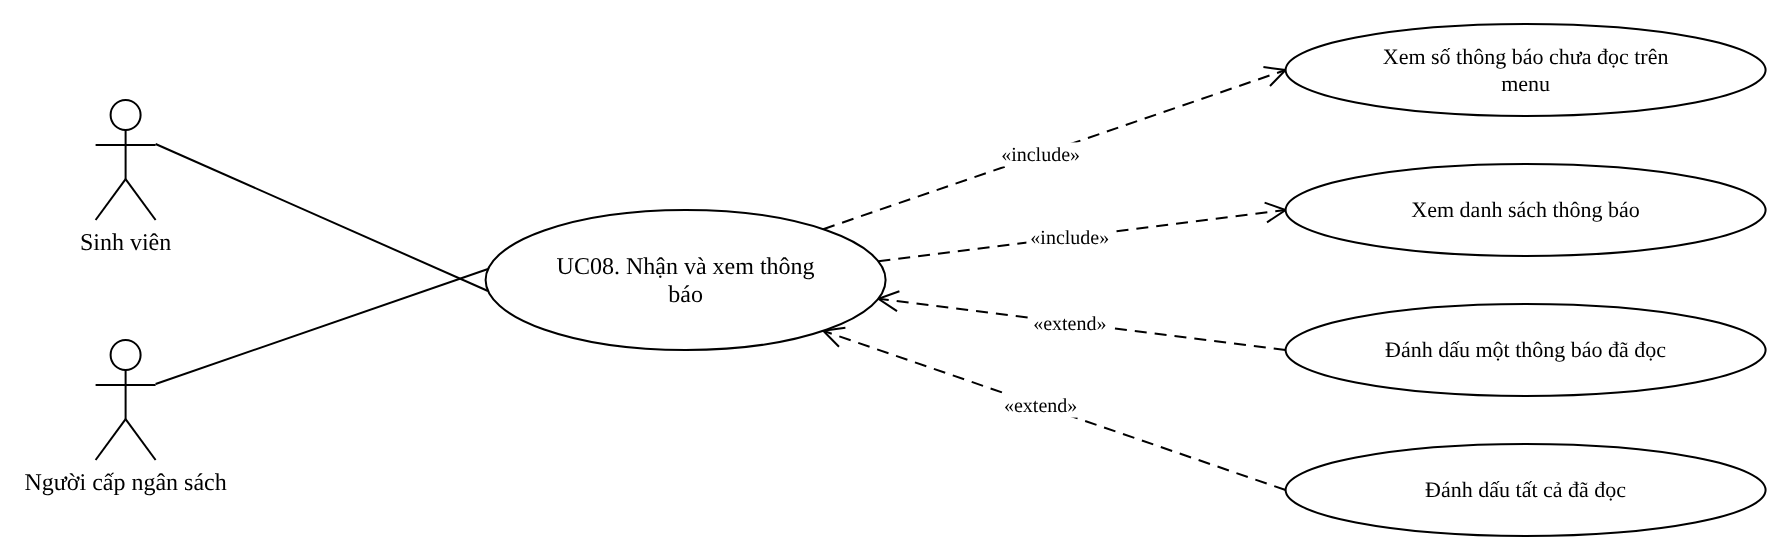 Xem số thông báo chưa đọc trên
menu
«include»
Xem danh sách thông báo
«include»
Sinh viên
UC08. Nhận và xem thông
báo
«extend»
Đánh dấu một thông báo đã đọc
«extend»
Người cấp ngân sách
Đánh dấu tất cả đã đọc